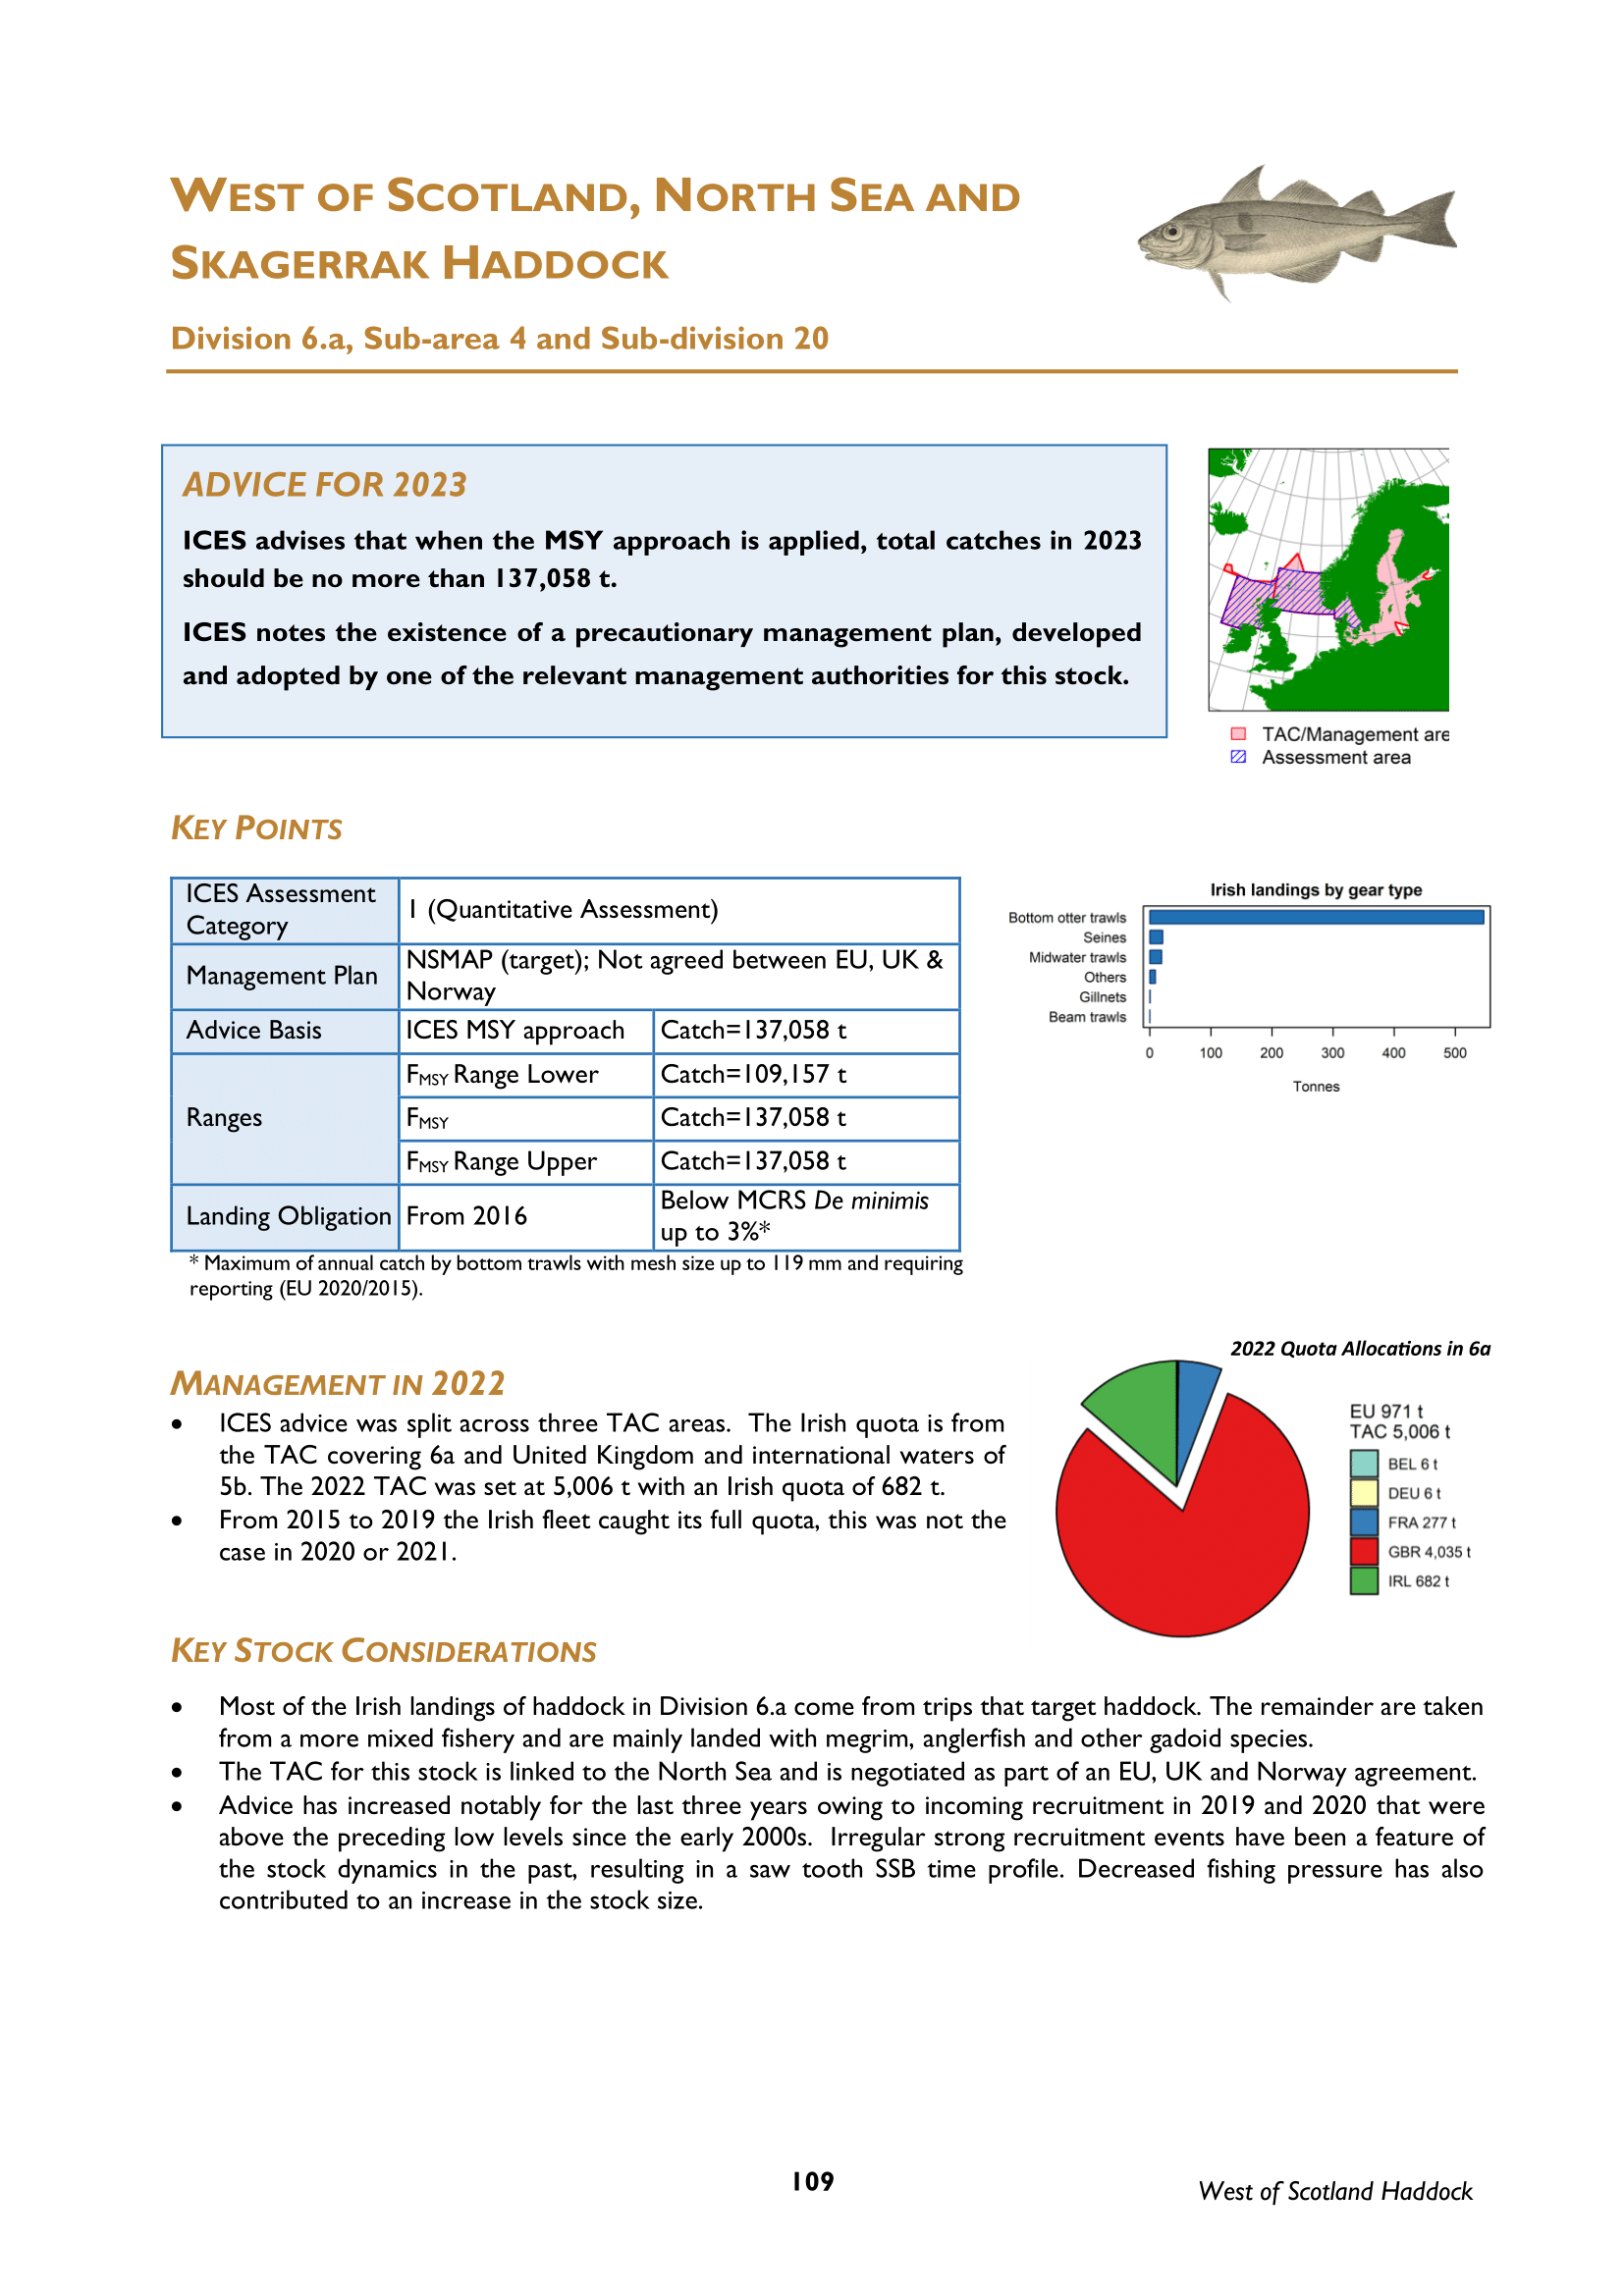 WEST OF SCOTLAND, NORTH SEA AND
SKAGERRAK HADDOCK
Division 6.a, Sub-area 4 and Sub-division 20
ADVICE FOR 2023
ICES advises that when the MSY approach is applied, total catches in 2023
should be no more than 137,058 t.
ICES notes the existence of a precautionary management plan, developed
and adopted by one of the relevant management authorities for this stock.
TAC/Management are
Assessment area
KEY POINTS
ICES Assessment
Category
1 (Quantitative Assessment)
Management Plan
NSMAP (target); Not agreed between EU, UK &
Norway
Advice Basis
ICES MSY approach
Catch=137,058 t
Ranges
FMSY Range Lower
Catch=109,157 t
FMSY
Catch=137,058 t
FMSY Range Upper
Catch=137,058 t
Landing Obligation
From 2016
Below MCRS De minimis
up to 3%*
* Maximum of annual catch by bottom trawls with mesh size up to 119 mm and requiring
reporting (EU 2020/2015).
Irish landings by gear type
Bottom otter trawls
Seines
Midwater trawls
Others
Gillnets
Beam trawls
0 100 200 300 400 500
Tonnes
MANAGEMENT IN 2022
• ICES advice was split across three TAC areas. The Irish quota is from
the TAC covering 6a and United Kingdom and international waters of
5b. The 2022 TAC was set at 5,006 t with an Irish quota of 682 t.
• From 2015 to 2019 the Irish fleet caught its full quota, this was not the
case in 2020 or 2021.
2022 Quota Allocations in 6a
EU 971 t
TAC 5,006 t
BEL 6 t
DEU 6 t
FRA 277 t
GBR 4,035 t
IRL 682 t
KEY STOCK CONSIDERATIONS
• Most of the Irish landings of haddock in Division 6.a come from trips that target haddock. The remainder are taken
from a more mixed fishery and are mainly landed with megrim, anglerfish and other gadoid species.
• The TAC for this stock is linked to the North Sea and is negotiated as part of an EU, UK and Norway agreement.
• Advice has increased notably for the last three years owing to incoming recruitment in 2019 and 2020 that were
above the preceding low levels since the early 2000s. Irregular strong recruitment events have been a feature of
the stock dynamics in the past, resulting in a saw tooth SSB time profile. Decreased fishing pressure has also
contributed to an increase in the stock size.
109
West of Scotland Haddock